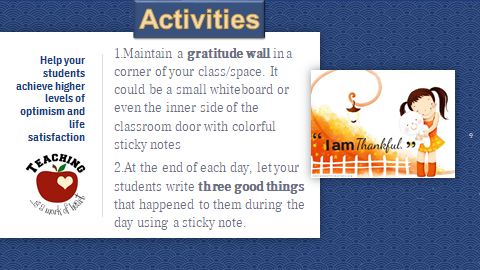 Activities
Help your
students
achieve higher
levels of
optimism and
life
satisfaction
TEACHING
...is a work of heart
1.Maintain a gratitude wall in a
corner of your class/space. It
could be a small whiteboard or
even the inner side of the
classroom door with colorful
sticky notes
2.At the end of each day, let your
students write three good things
that happened to them during the
day using a sticky note.
“I am Thankful.”
9